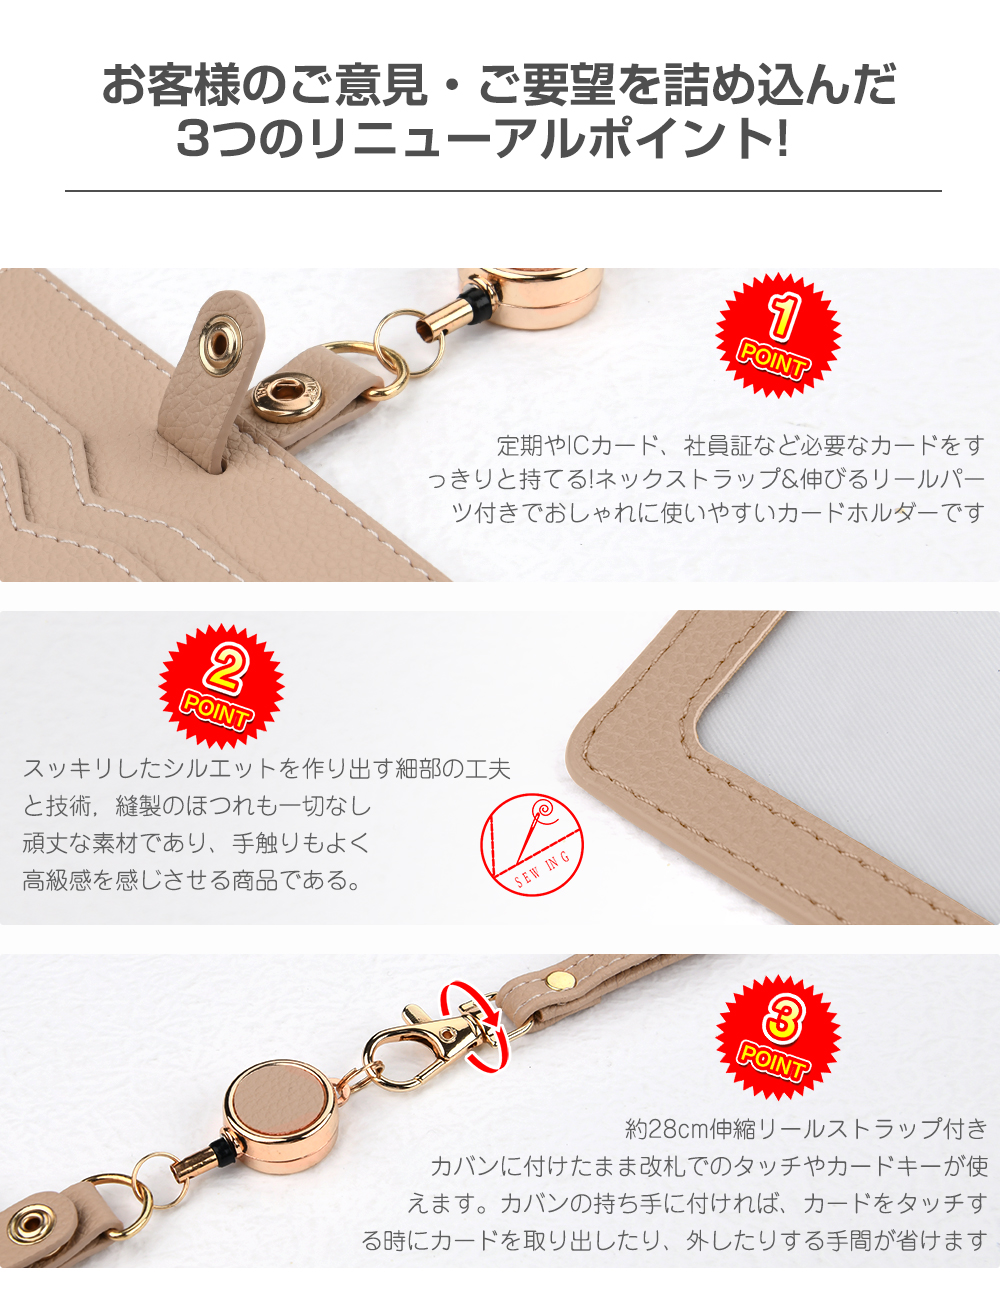 お客様のご意見・ご要望を詰め込んだ
3つのリニューアルポイント!
1
POINT
定期やICカード、社員証など必要なカードをす
っきりと持てる!ネックストラップ&伸びるリールパー
ツ付きでおしゃれに使いやすいカードホルダーです
2
POINT
スッキリしたシルエットを作り出す細部の工夫
と技術，縫製のほつれも一切なし
頑丈な素材であり、手触りもよく
高級感を感じさせる商品である。
SEWING
3
POINT
約28cm伸縮リールストラップ付き
カバンに付けたまま改札でのタッチやカードキーが使
えます。カバンの持ち手に付ければ、カードをタッチす
る時にカードを取り出したり、外したりする手間が省けます